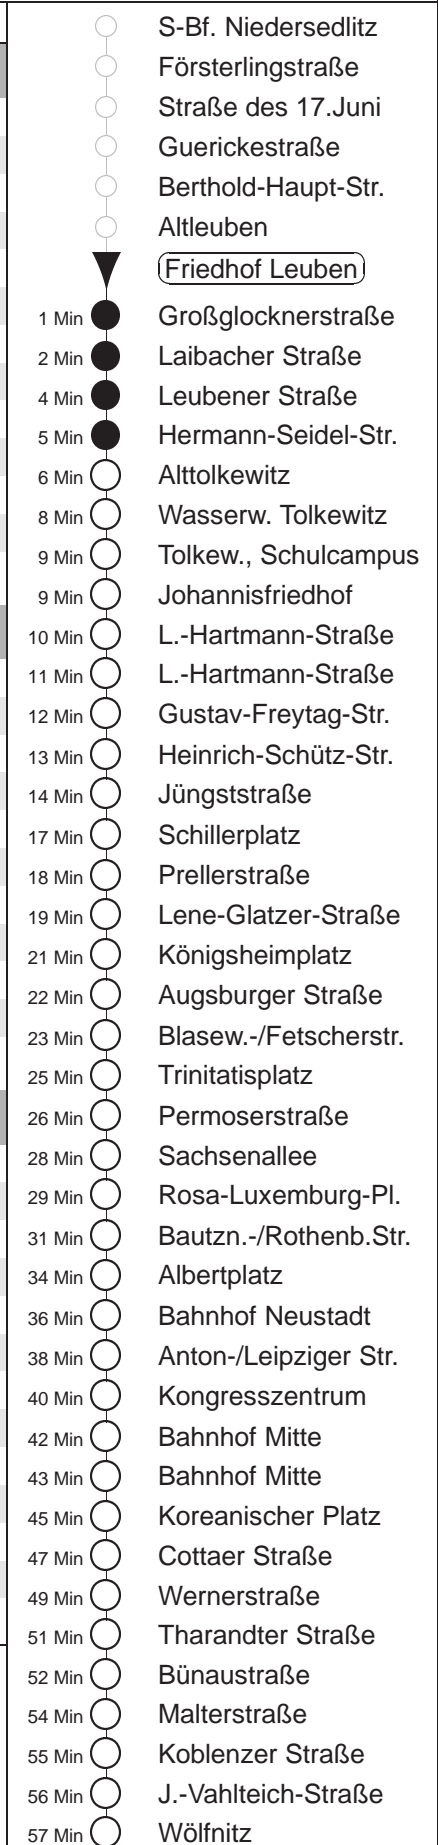 S-Bf. Niedersedlitz
Försterlingstraße
Straße des 17.Juni
Guerickestraße
Berthold-Haupt-Str.
Altleuben
Friedhof Leuben
1 Min Großglocknerstraße
2 Min Laibacher Straße
4 Min Leubener Straße
5 Min Hermann-Seidel-Str.
6 Min Alttolkewitz
8 Min Wasserw. Tolkewitz
9 Min Tolkew., Schulcampus
9 Min Johannisfriedhof
10 Min L.-Hartmann-Straße
11 Min L.-Hartmann-Straße
12 Min Gustav-Freytag-Str.
13 Min Heinrich-Schütz-Str.
14 Min Jüngststraße
17 Min Schillerplatz
18 Min Prellerstraße
19 Min Lene-Glatzer-Straße
21 Min Königsheimplatz
22 Min Augsburger Straße
23 Min Blasew.-/Fetscherstr.
25 Min Trinitatisplatz
26 Min Permoserstraße
28 Min Sachsenallee
29 Min Rosa-Luxemburg-Pl.
31 Min Bautzn.-/Rothenb.Str.
34 Min Albertplatz
36 Min Bahnhof Neustadt
38 Min Anton-/Leipziger Str.
40 Min Kongresszentrum
42 Min Bahnhof Mitte
43 Min Bahnhof Mitte
45 Min Koreanischer Platz
47 Min Cottaer Straße
49 Min Wernerstraße
51 Min Tharandter Straße
52 Min Bünaustraße
54 Min Malterstraße
55 Min Koblenzer Straße
56 Min J.-Vahlteich-Straße
57 Min Wölfnitz